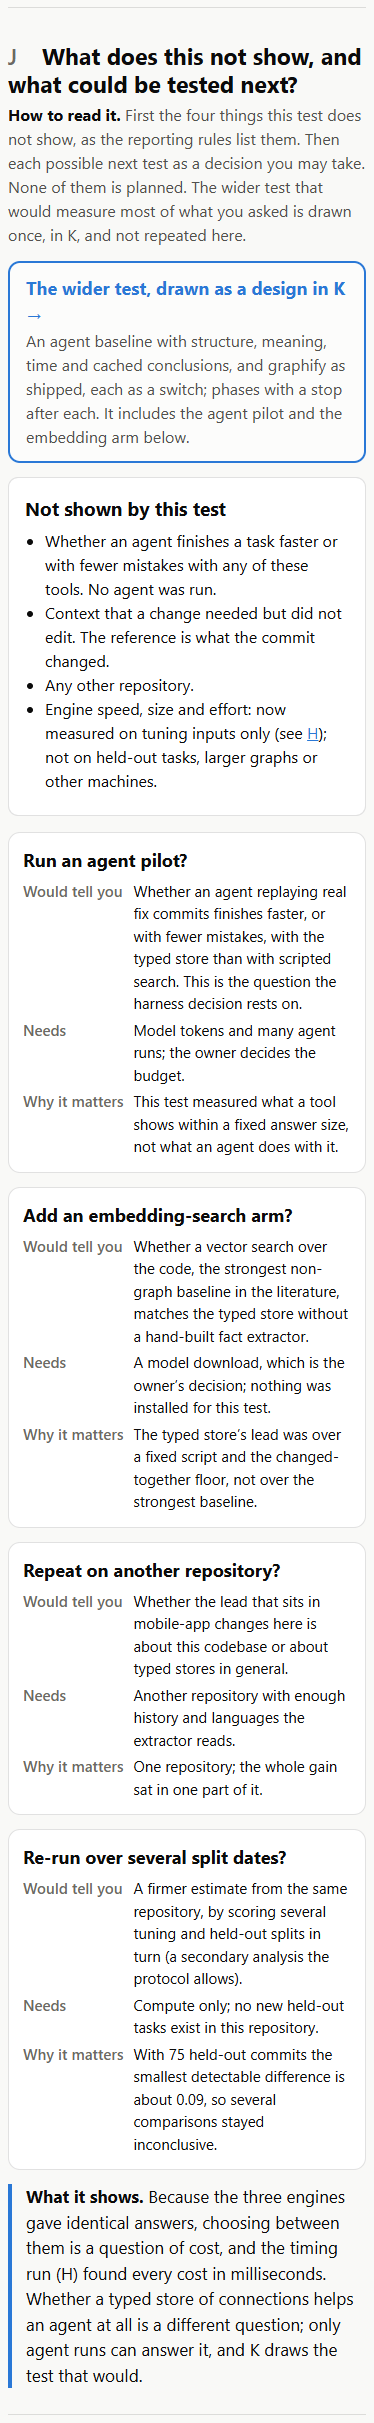 J What does this not show, and
what could be tested next?
How to read it. First the four things this test does
not show, as the reporting rules list them. Then
each possible next test as a decision you may take.
None of them is planned. The wider test that
would measure most of what you asked is drawn
once, in K, and not repeated here.
The wider test, drawn as a design in K
→
An agent baseline with structure, meaning,
time and cached conclusions, and graphify as
shipped, each as a switch; phases with a stop
after each. It includes the agent pilot and the
embedding arm below.
Not shown by this test
• Whether an agent finishes a task faster or
with fewer mistakes with any of these
tools. No agent was run.
• Context that a change needed but did not
edit. The reference is what the commit
changed.
• Any other repository.
• Engine speed, size and effort: now
measured on tuning inputs only (see H);
not on held-out tasks, larger graphs or
other machines.
Run an agent pilot?
Would tell you Whether an agent replaying real
fix commits finishes faster, or
with fewer mistakes, with the
typed store than with scripted
search. This is the question the
harness decision rests on.
Needs Model tokens and many agent
runs; the owner decides the
budget.
Why it matters This test measured what a tool
shows within a fixed answer size,
not what an agent does with it.
Add an embedding-search arm?
Would tell you Whether a vector search over
the code, the strongest non-
graph baseline in the literature,
matches the typed store without
a hand-built fact extractor.
Needs A model download, which is the
owner's decision; nothing was
installed for this test.
Why it matters The typed store's lead was over
a fixed script and the changed-
together floor, not over the
strongest baseline.
Repeat on another repository?
Would tell you Whether the lead that sits in
mobile-app changes here is
about this codebase or about
typed stores in general.
Needs Another repository with enough
history and languages the
extractor reads.
Why it matters One repository; the whole gain
sat in one part of it.
Re-run over several split dates?
Would tell you A firmer estimate from the same
repository, by scoring several
tuning and held-out splits in
turn (a secondary analysis the
protocol allows).
Needs Compute only; no new held-out
tasks exist in this repository.
Why it matters With 75 held-out commits the
smallest detectable difference is
about 0.09, so several
comparisons stayed
inconclusive.
What it shows. Because the three engines
gave identical answers, choosing between
them is a question of cost, and the timing
run (H) found every cost in milliseconds.
Whether a typed store of connections helps
an agent at all is a different question; only
agent runs can answer it, and K draws the
test that would.